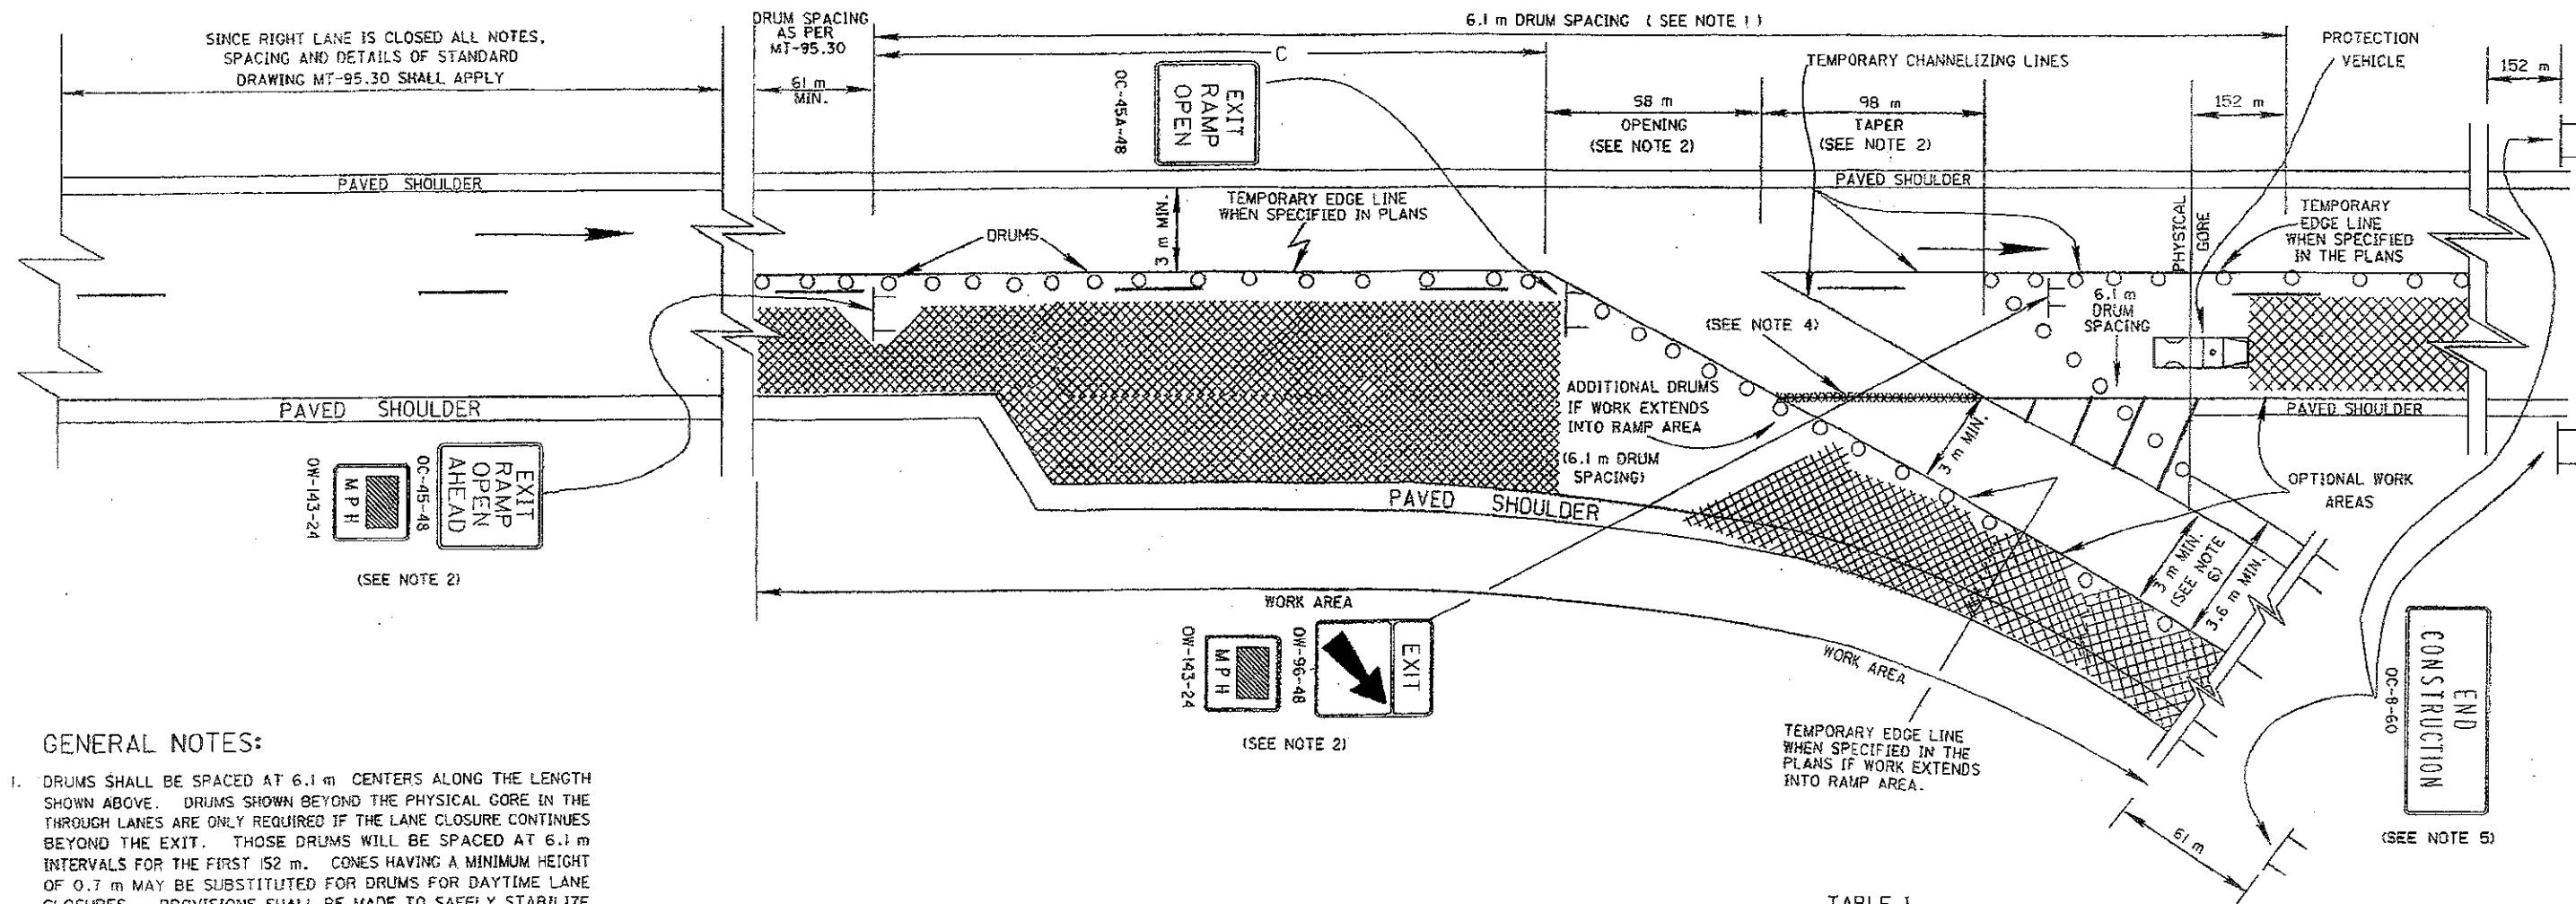 SINCE RIGHT LANE IS CLOSED ALL NOTES,
SPACING AND DETAILS OF STANDARD
DRAWING MT-95.30 SHALL APPLY
DRUM SPACING
AS PER
MT-95.30
61 m
MIN.
6.1 m DRUM SPACING ( SEE NOTE 1 )
C
EXIT
RAMP
OPEN
OC-45A-48
TEMPORARY CHANNELIZING LINES
98 m
OPENING
(SEE NOTE 2)
98 m
TAPER
(SEE NOTE 2)
152 m
PROTECTION
VEHICLE
152 m
PAVED SHOULDER
PAVED SHOULDER
3 m MIN.
TEMPORARY EDGE LINE
WHEN SPECIFIED IN PLANS
DRUMS
PHYSICAL
GORE
TEMPORARY
EDGE LINE
WHEN SPECIFIED
IN THE PLANS
6.1 m
DRUM
SPACING
(SEE NOTE 4)
ADDITIONAL DRUMS
IF WORK EXTENDS
INTO RAMP AREA
(6.1 m DRUM
SPACING)
3 m MIN.
PAVED SHOULDER
PAVED SHOULDER
PAVED SHOULDER
OPTIONAL WORK
AREAS
3 m MIN.
(SEE NOTE
6)
3.6 m MIN.
EXIT
RAMP
OPEN
AHEAD
OC-45-48
MPH
OW-143-24
(SEE NOTE 2)
WORK AREA
WORK AREA
EXIT
OW-96-48
MPH
OW-143-24
(SEE NOTE 2)
TEMPORARY EDGE LINE
WHEN SPECIFIED IN THE
PLANS IF WORK EXTENDS
INTO RAMP AREA.
END
CONSTRUCTION
OC-8-60
(SEE NOTE 5)
61 m
GENERAL NOTES:
1. DRUMS SHALL BE SPACED AT 6.1 m CENTERS ALONG THE LENGTH
SHOWN ABOVE. DRUMS SHOWN BEYOND THE PHYSICAL GORE IN THE
THROUGH LANES ARE ONLY REQUIRED IF THE LANE CLOSURE CONTINUES
BEYOND THE EXIT. THOSE DRUMS WILL BE SPACED AT 6.1 m
INTERVALS FOR THE FIRST 152 m. CONES HAVING A MINIMUM HEIGHT
OF 0.7 m MAY BE SUBSTITUTED FOR DRUMS FOR DAYTIME LANE
CLOSURES. PROVISIONS SHALL BE MADE TO SAFELY STABILIZE
TABLE I